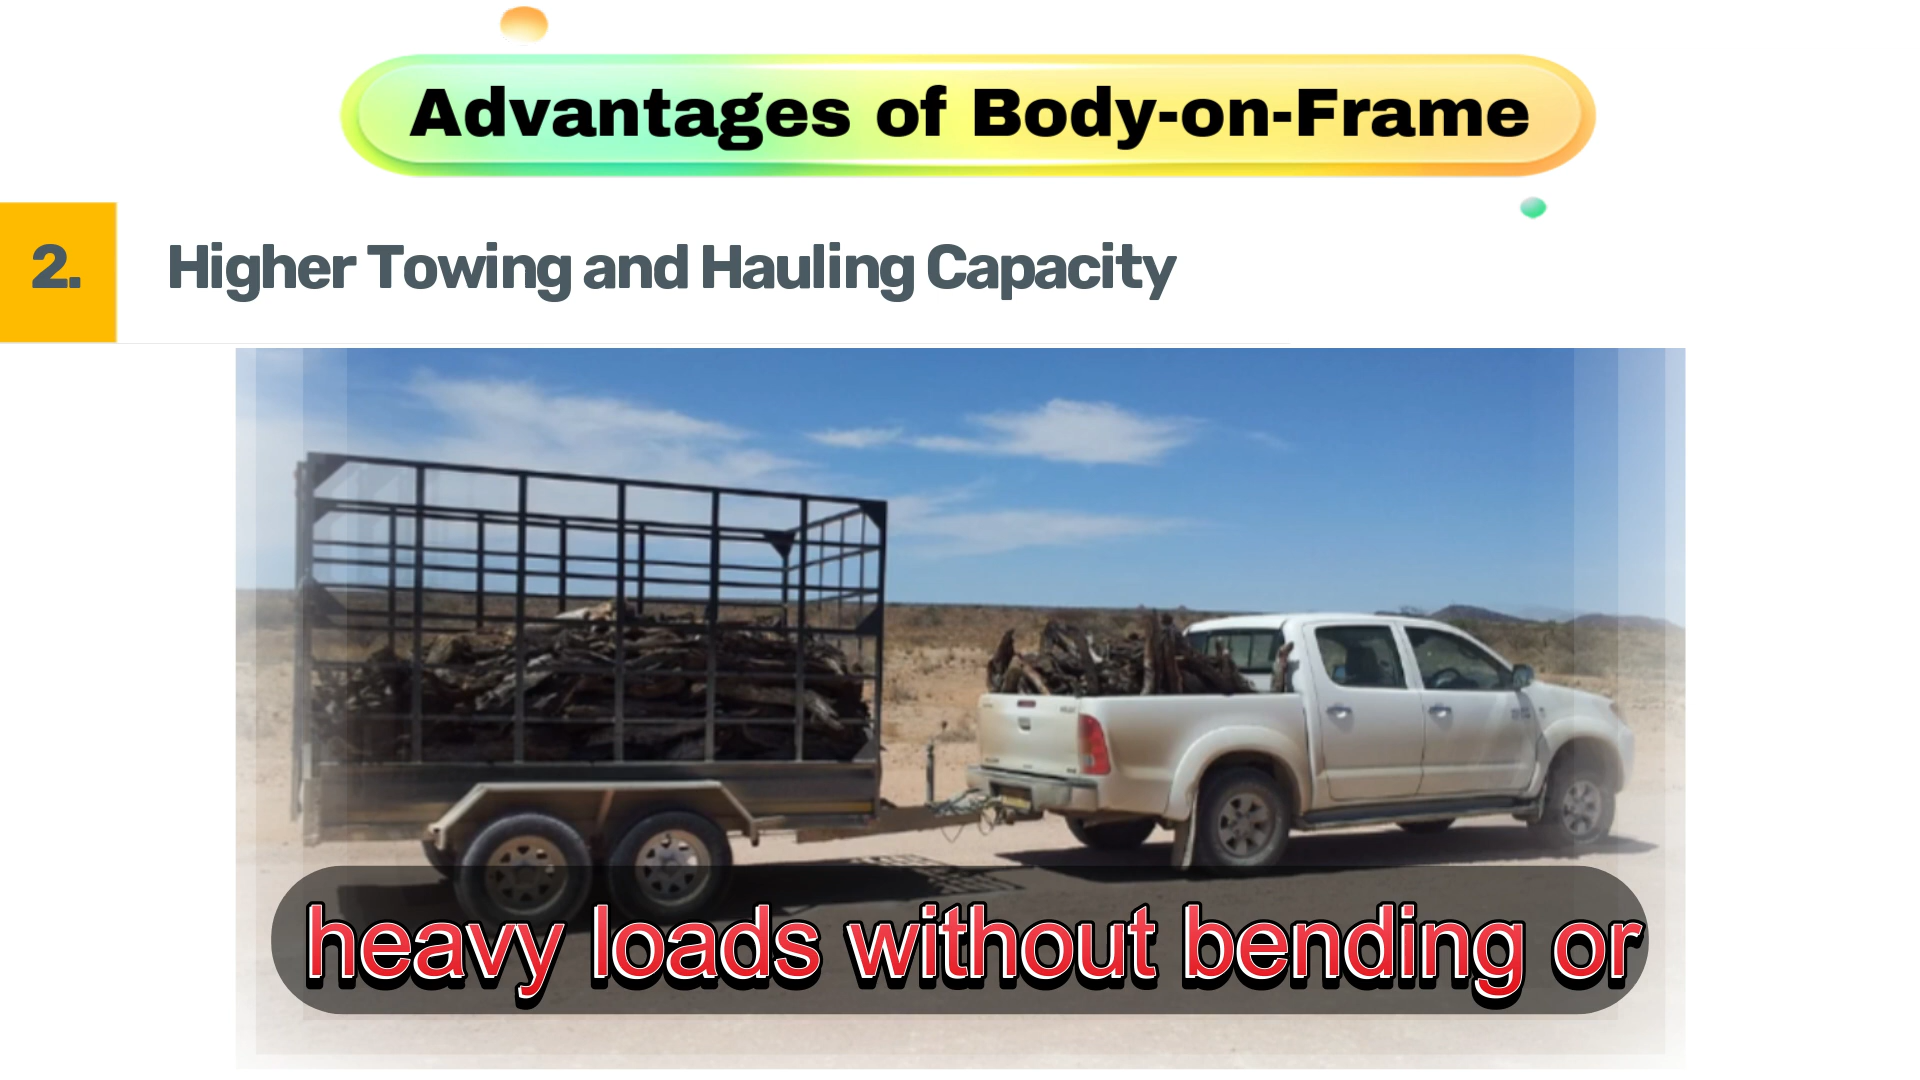 Advantages of Body-on-Frame
2. Higher Towing and Hauling Capacity
heavy loads without bending or